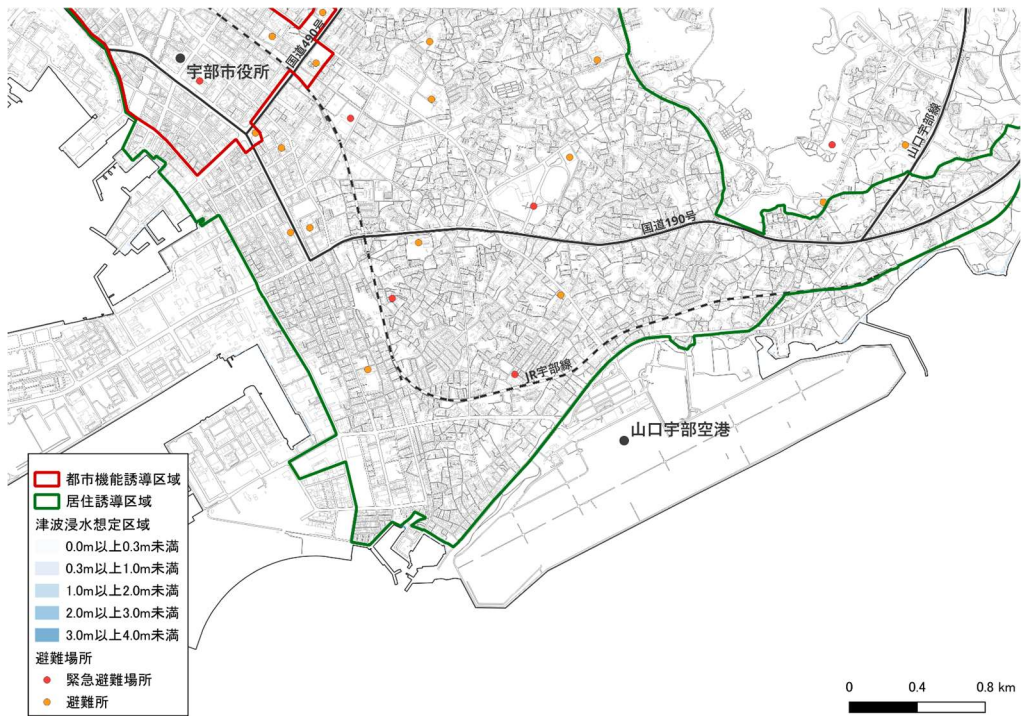 国道490号
宇部市役所
山口宇部線
国道190号
JR宇部線
山口宇部空港
都市機能誘導区域
居住誘導区域
津波浸水想定区域
0.0m以上0.3m未満
0.3m以上1.0m未満
1.0m以上2.0m未満
2.0m以上3.0m未満
3.0m以上4.0m未満
避難場所
緊急避難場所
避難所
0 0.4 0.8 km